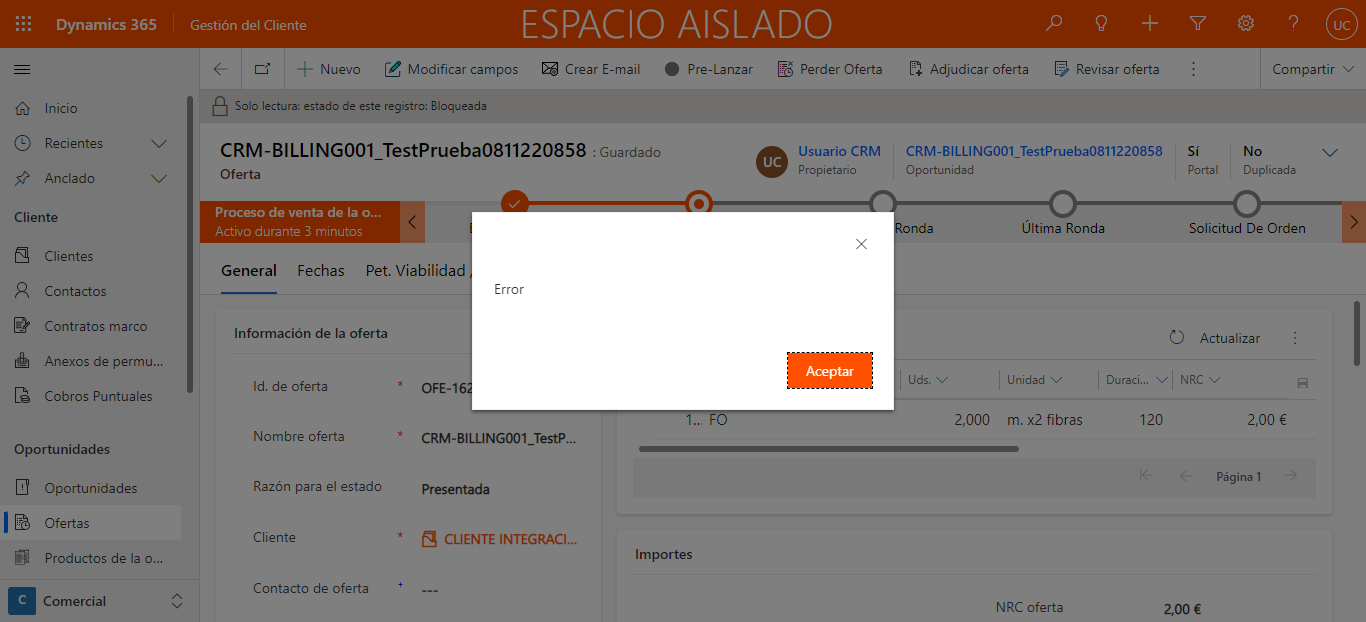 Dynamics 365 Gestión del Cliente ESPACIO AISLADO UC
Nuevo Modificar campos Crear E-mail Pre-Lanzar Perder Oferta Adjudicar oferta Revisar oferta Compartir
Solo lectura: estado de este registro: Bloqueada
Inicio
Recientes
Anclado
Cliente
Clientes
Contactos
Contratos marco
Anexos de permu...
Cobros Puntuales
Oportunidades
Oportunidades
Ofertas
Productos de la o...
C Comercial
CRM-BILLING001_TestPrueba0811220858 : Guardado
Oferta
UC Usuario CRM
Propietario
CRM-BILLING001_TestPrueba0811220858
Oportunidad
Sí
Portal
No
Duplicada
Proceso de venta de la o...
Activo durante 3 minutos
Ronda Última Ronda Solicitud De Orden
General Fechas Pet. Viabilidad
Error
Aceptar
Información de la oferta
Id. de oferta * OFE-162
Nombre oferta * CRM-BILLING001_TestP...
Razón para el estado Presentada
Cliente * CLIENTE INTEGRACI...
Contacto de oferta + ---
Actualizar
Uds. Unidad Duraci... NRC
1... FO 2,000 m. x2 fibras 120 2,00 €
Página 1
Importes
NRC oferta 2,00 €